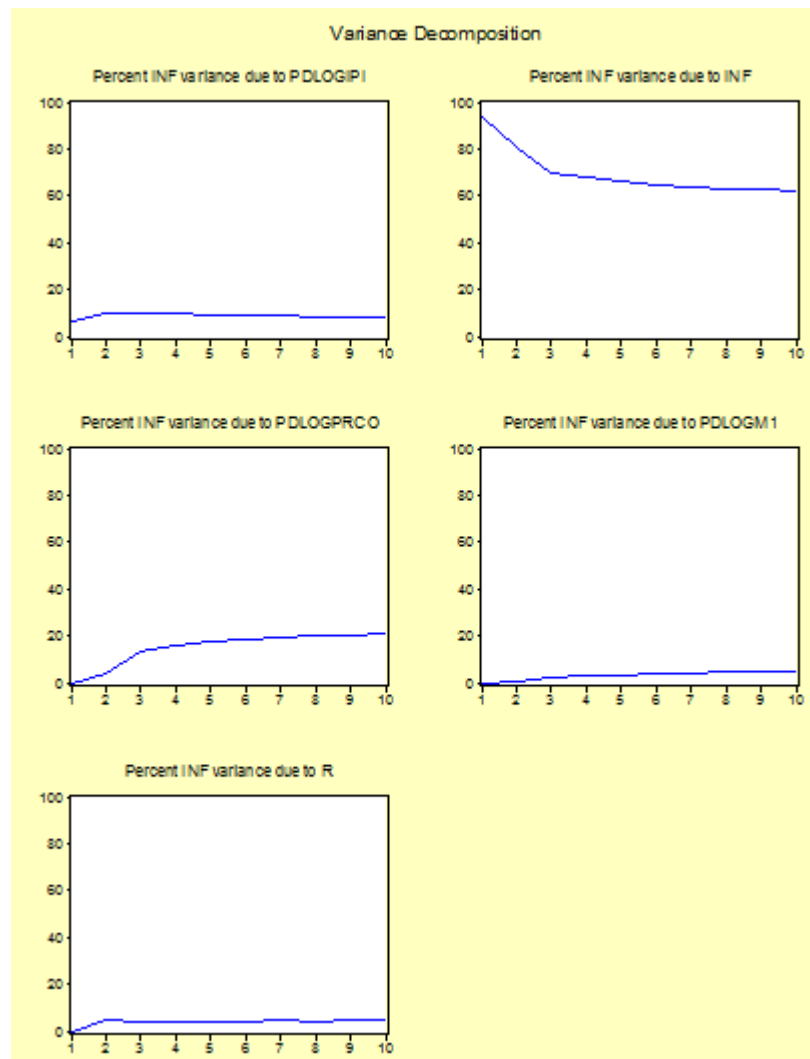 Variance Decomposition
Percent INF variance due to PDLOGIPI
100
80
60
40
20
0
1 2 3 4 5 6 7 8 9 10
Percent INF variance due to INF
100
80
60
40
20
0
1 2 3 4 5 6 7 8 9 10
Percent INF variance due to PDLOGPRCO
100
80
60
40
20
0
1 2 3 4 5 6 7 8 9 10
Percent INF variance due to PDLOGM1
100
80
60
40
20
0
1 2 3 4 5 6 7 8 9 10
Percent INF variance due to R
100
80
60
40
20
0
1 2 3 4 5 6 7 8 9 10